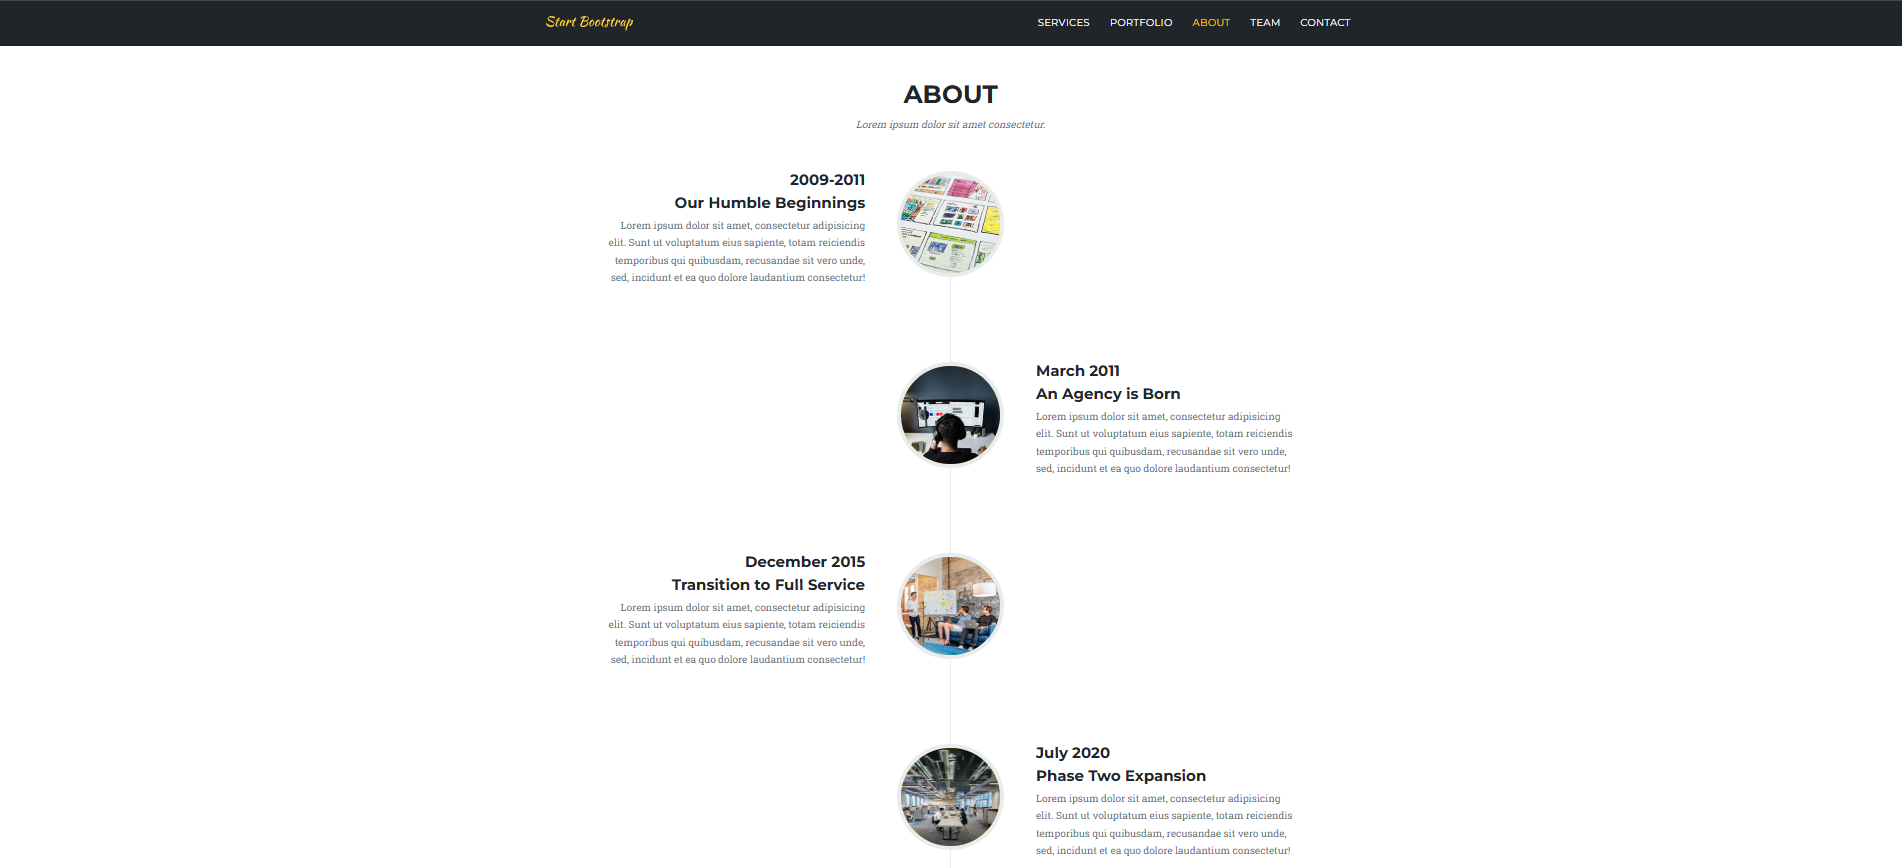 Start Bootstrap
SERVICES PORTFOLIO ABOUT TEAM CONTACT
ABOUT
Lorem ipsum dolor sit amet consectetur.
2009-2011
Our Humble Beginnings
Lorem ipsum dolor sit amet, consectetur adipisicing
elit. Sunt ut voluptatum eius sapiente, totam reiciendis
temporibus qui quibusdam, recusandae sit vero unde,
sed, incidunt et ea quo dolore laudantium consectetur!
March 2011
An Agency is Born
Lorem ipsum dolor sit amet, consectetur adipisicing
elit. Sunt ut voluptatum eius sapiente, totam reiciendis
temporibus qui quibusdam, recusandae sit vero unde,
sed, incidunt et ea quo dolore laudantium consectetur!
December 2015
Transition to Full Service
Lorem ipsum dolor sit amet, consectetur adipisicing
elit. Sunt ut voluptatum eius sapiente, totam reiciendis
temporibus qui quibusdam, recusandae sit vero unde,
sed, incidunt et ea quo dolore laudantium consectetur!
July 2020
Phase Two Expansion
Lorem ipsum dolor sit amet, consectetur adipisicing
elit. Sunt ut voluptatum eius sapiente, totam reiciendis
temporibus qui quibusdam, recusandae sit vero unde,
sed, incidunt et ea quo dolore laudantium consectetur!